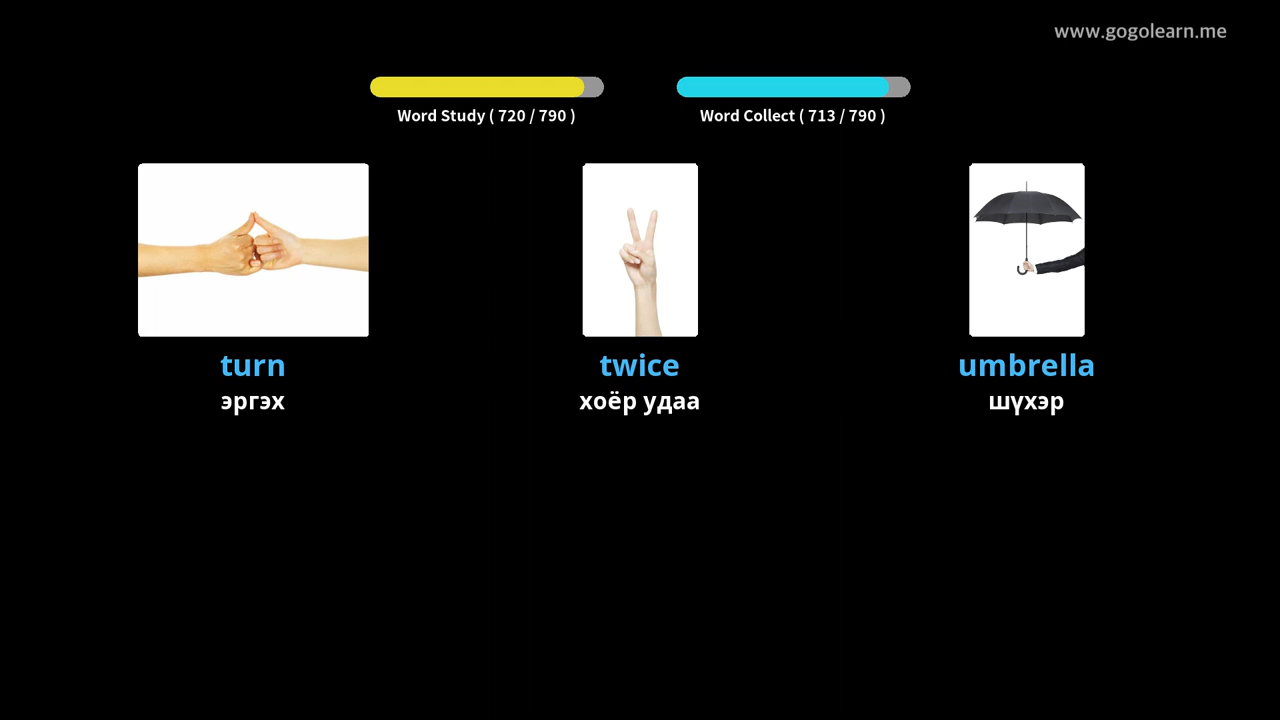 www.gogolearn.me
Word Study ( 720 / 790 )
Word Collect ( 713 / 790 )
turn
эргэх
twice
хоёр удаа
umbrella
шүхэр